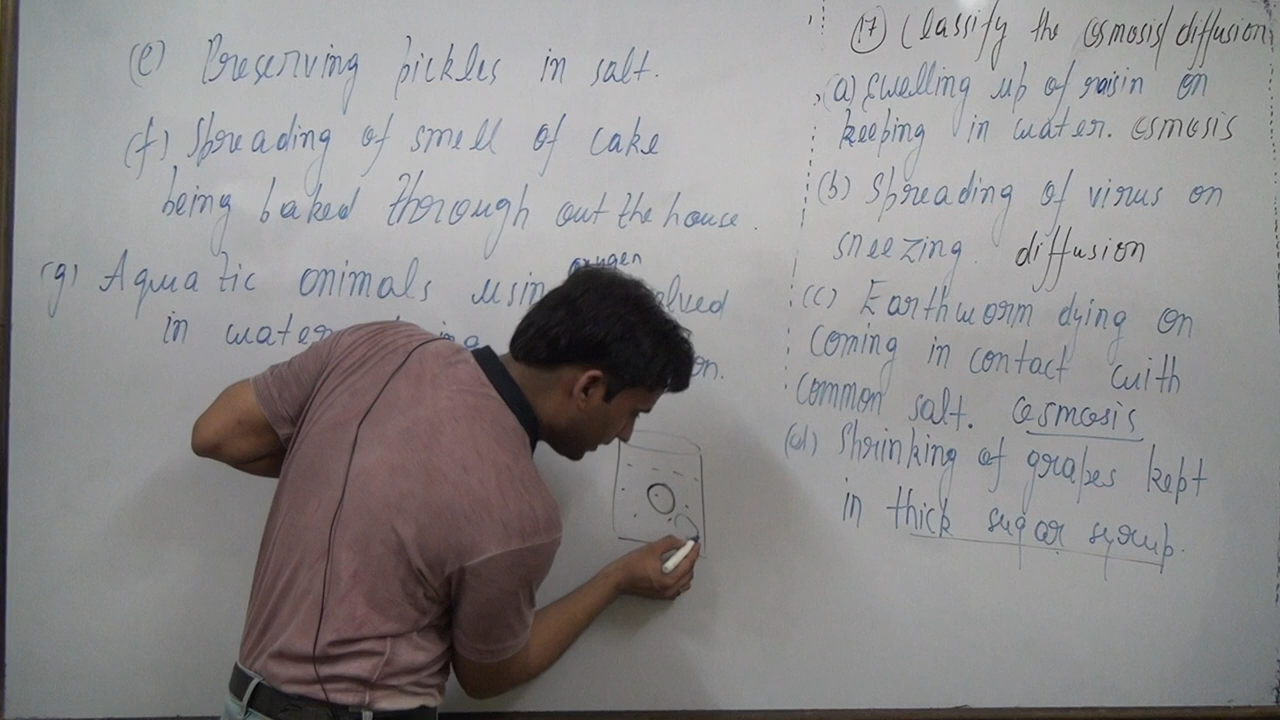 (17) Classify the osmosis/diffusion
(a) Swelling up of raisin on
keeping in water. osmosis
(b) Spreading of virus on
sneezing. diffusion
(c) Earthworm dying on
coming in contact with
common salt. osmosis
(d) Shrinking of grapes kept
in thick sugar syrup.
(e) Preserving pickles in salt.
(f) Spreading of smell of cake
being baked thorough out the house.
oxygen
(g) Aquatic animals
in water